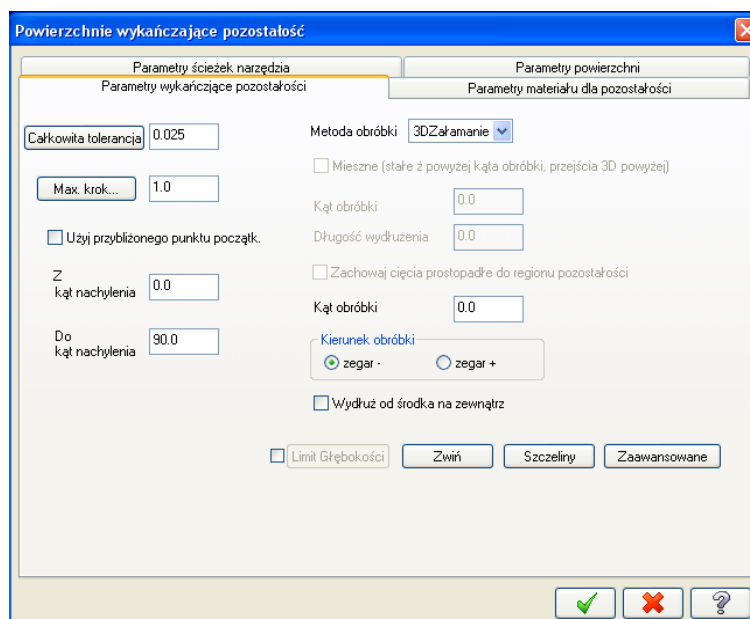 Powierzchnie wykańczające pozostałość
Parametry ścieżek narzędzia
Parametry powierzchni
Parametry wykańczające pozostałości
Parametry materiału dla pozostałości
Całkowita tolerancja 0.025
Metoda obróbki 3DZałamanie
Mieszne (stałe ż powyżej kąta obróbki, przejścia 3D powyżej)
Max. krok... 1.0
Kąt obróbki 0.0
Użyj przybliżonego punktu początk.
Długość wydłużenia 0.0
Z kąt nachylenia 0.0
Zachowaj cięcia prostopadłe do regionu pozostałości
Kąt obróbki 0.0
Do kąt nachylenia 90.0
Kierunek obróbki
zegar - zegar +
Wydłuż od środka na zewnątrz
Limit Głębokości Zwiń Szczeliny Zaawansowane